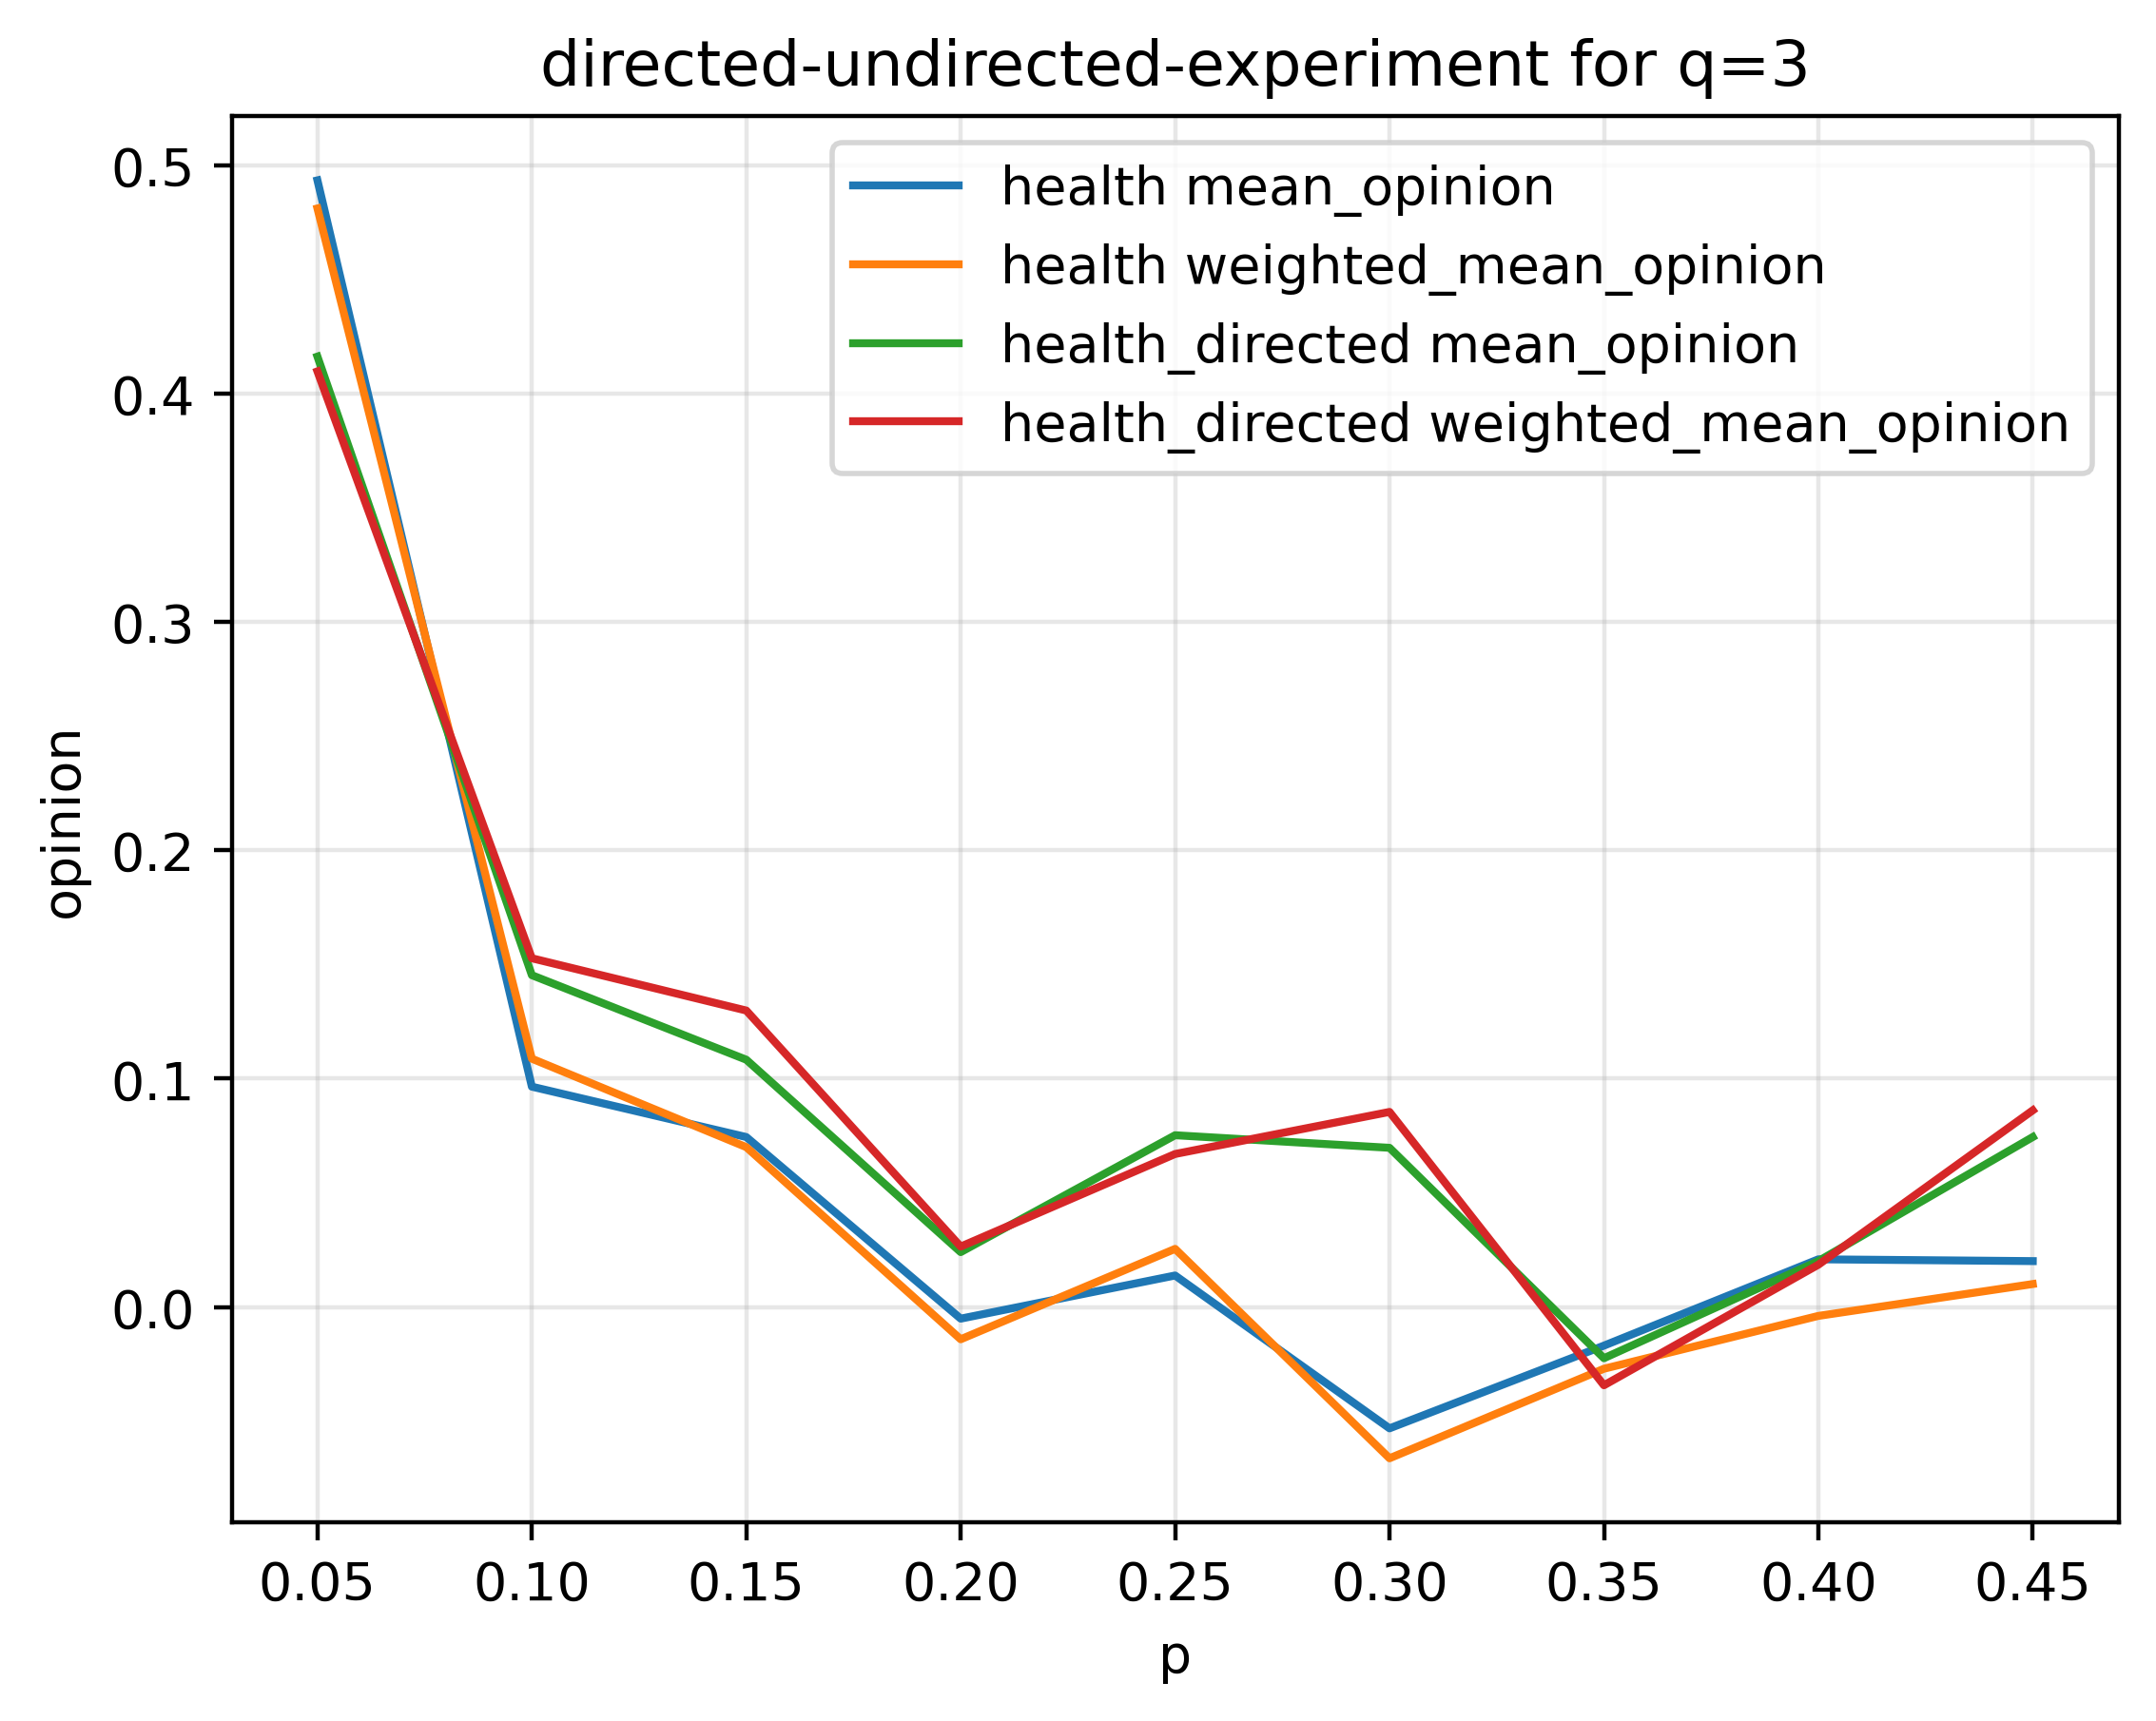 directed-undirected-experiment for q=3
health mean_opinion
health weighted_mean_opinion
health_directed mean_opinion
health_directed weighted_mean_opinion
opinion
0.5
0.4
0.3
0.2
0.1
0.0
0.05 0.10 0.15 0.20 0.25 0.30 0.35 0.40 0.45
p